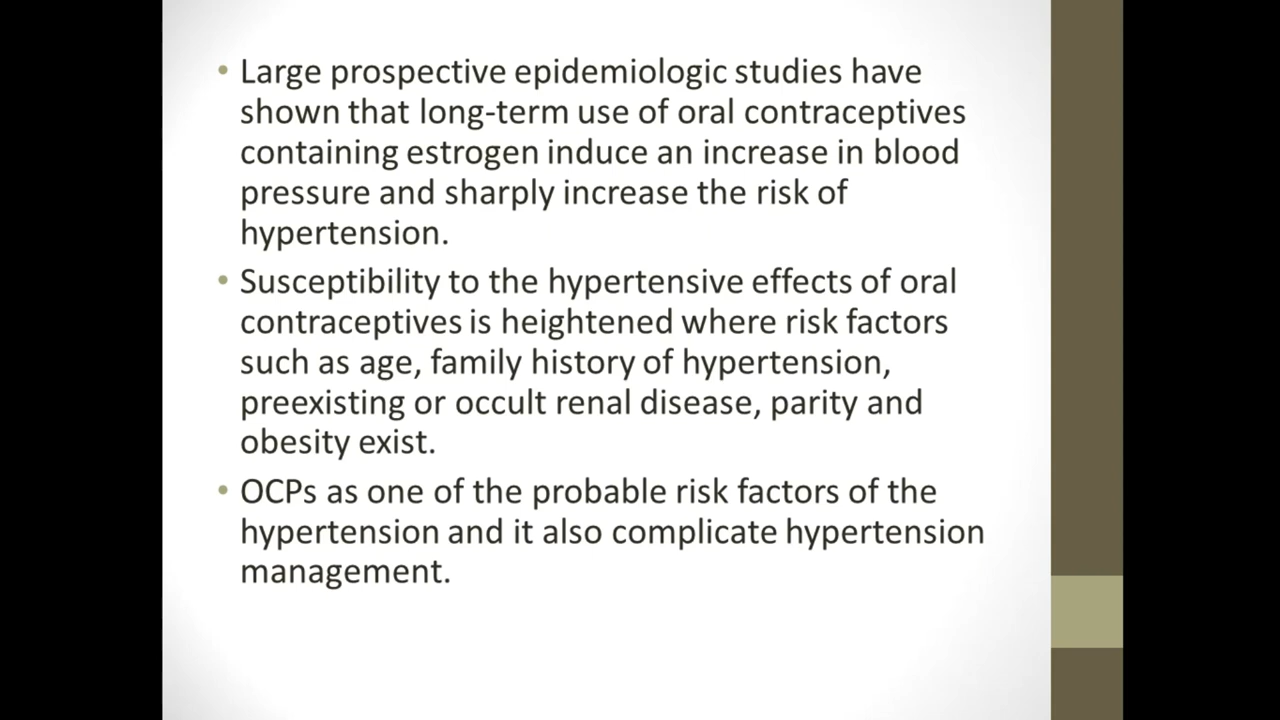 • Large prospective epidemiologic studies have
shown that long-term use of oral contraceptives
containing estrogen induce an increase in blood
pressure and sharply increase the risk of
hypertension.
• Susceptibility to the hypertensive effects of oral
contraceptives is heightened where risk factors
such as age, family history of hypertension,
preexisting or occult renal disease, parity and
obesity exist.
• OCPs as one of the probable risk factors of the
hypertension and it also complicate hypertension
management.